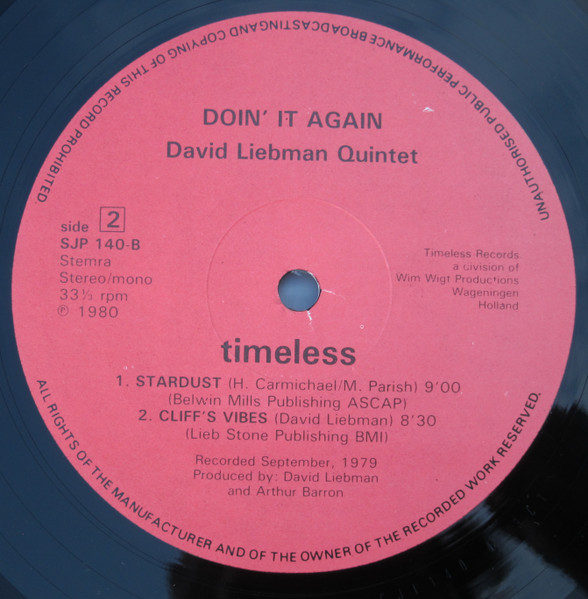 UNAUTHORISED PUBLIC PERFORMANCE BROADCASTING AND COPYING OF THIS RECORD PROHIBITED.
DOIN' IT AGAIN
David Liebman Quintet
side 2
SJP 140-B
Stemra
Stereo/mono
33⅓ rpm
℗ 1980
Timeless Records
a division of
Wim Wigt Productions
Wageningen
Holland
timeless
1. STARDUST (H. Carmichael/M. Parish) 9'00
(Belwin Mills Publishing ASCAP)
2. CLIFF'S VIBES (David Liebman) 8'30
(Lieb Stone Publishing BMI)
Recorded September, 1979
Produced by: David Liebman
and Arthur Barron
ALL RIGHTS OF THE MANUFACTURER AND OF THE OWNER OF THE RECORDED WORK RESERVED.